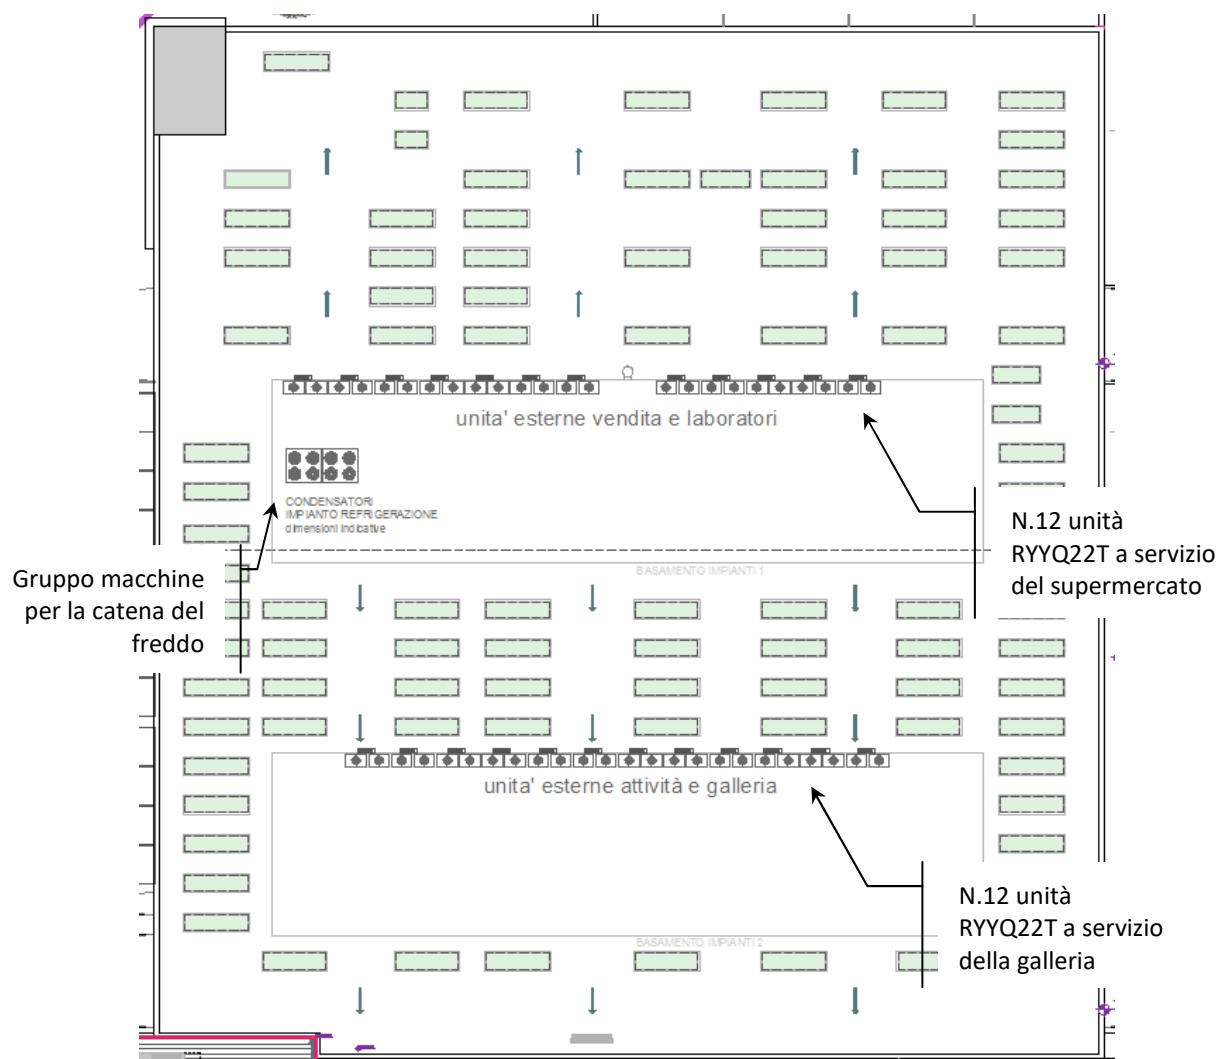 unita' esterne vendita e laboratori
CONDENSATORI
IMPIANTO REFRIGERAZIONE
dimensioni indicative
N.12 unità
RYYQ22T a servizio
del supermercato
BASAMENTO IMPIANTI 1
Gruppo macchine
per la catena del
freddo
unita' esterne attività e galleria
N.12 unità
RYYQ22T a servizio
della galleria
BASAMENTO IMPIANTI 2